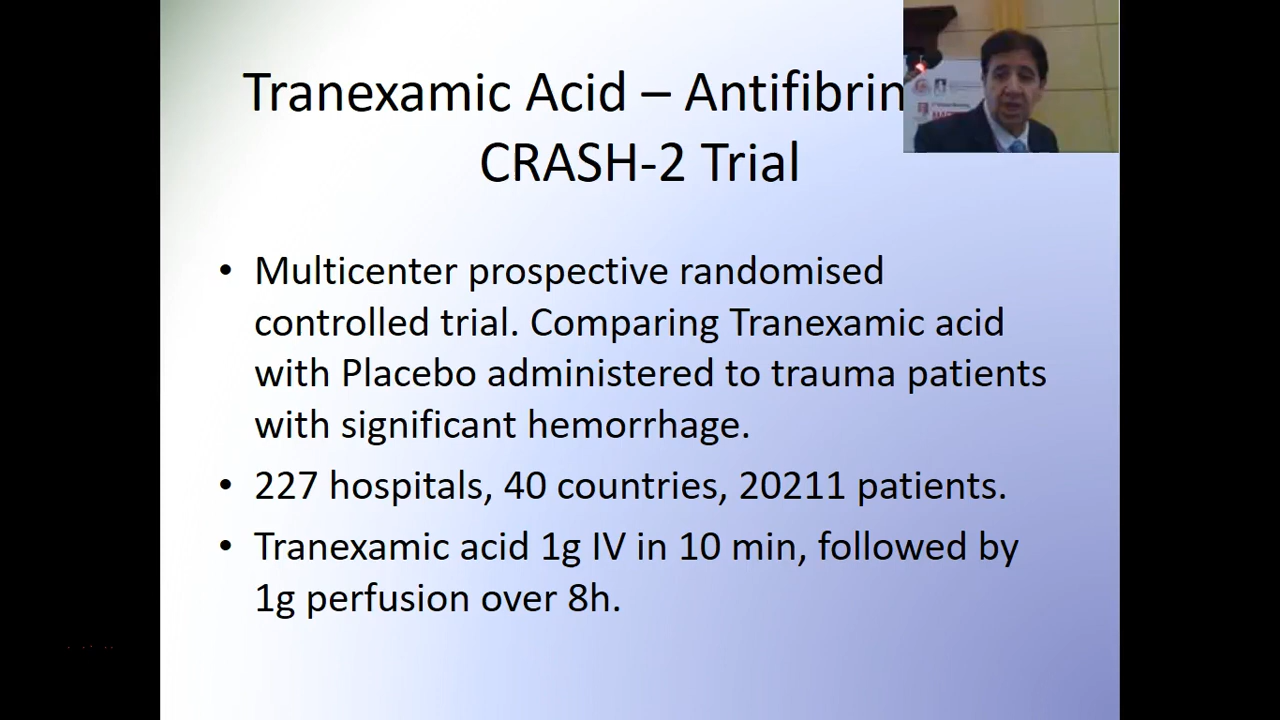 Tranexamic Acid – Antifibrin
CRASH-2 Trial
• Multicenter prospective randomised
controlled trial. Comparing Tranexamic acid
with Placebo administered to trauma patients
with significant hemorrhage.
• 227 hospitals, 40 countries, 20211 patients.
• Tranexamic acid 1g IV in 10 min, followed by
1g perfusion over 8h.